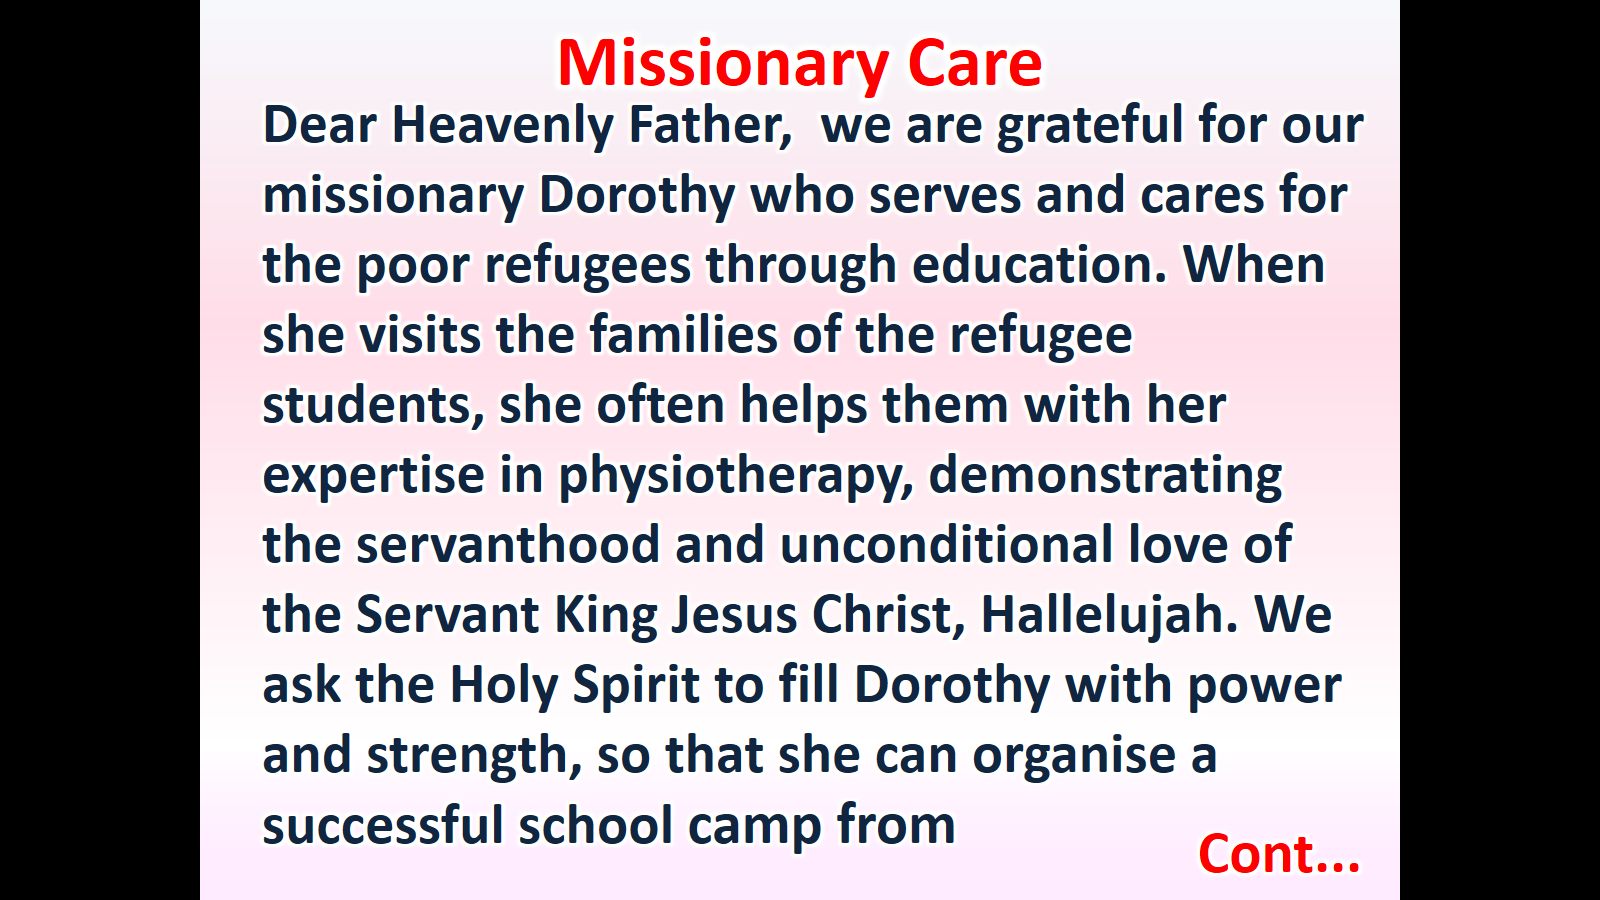 Missionary Care
Dear Heavenly Father,  we are grateful for our
missionary Dorothy who serves and cares for
the poor refugees through education. When
she visits the families of the refugee
students, she often helps them with her
expertise in physiotherapy, demonstrating
the servanthood and unconditional love of
the Servant King Jesus Christ, Hallelujah. We
ask the Holy Spirit to fill Dorothy with power
and strength, so that she can organise a
successful school camp from
Cont...